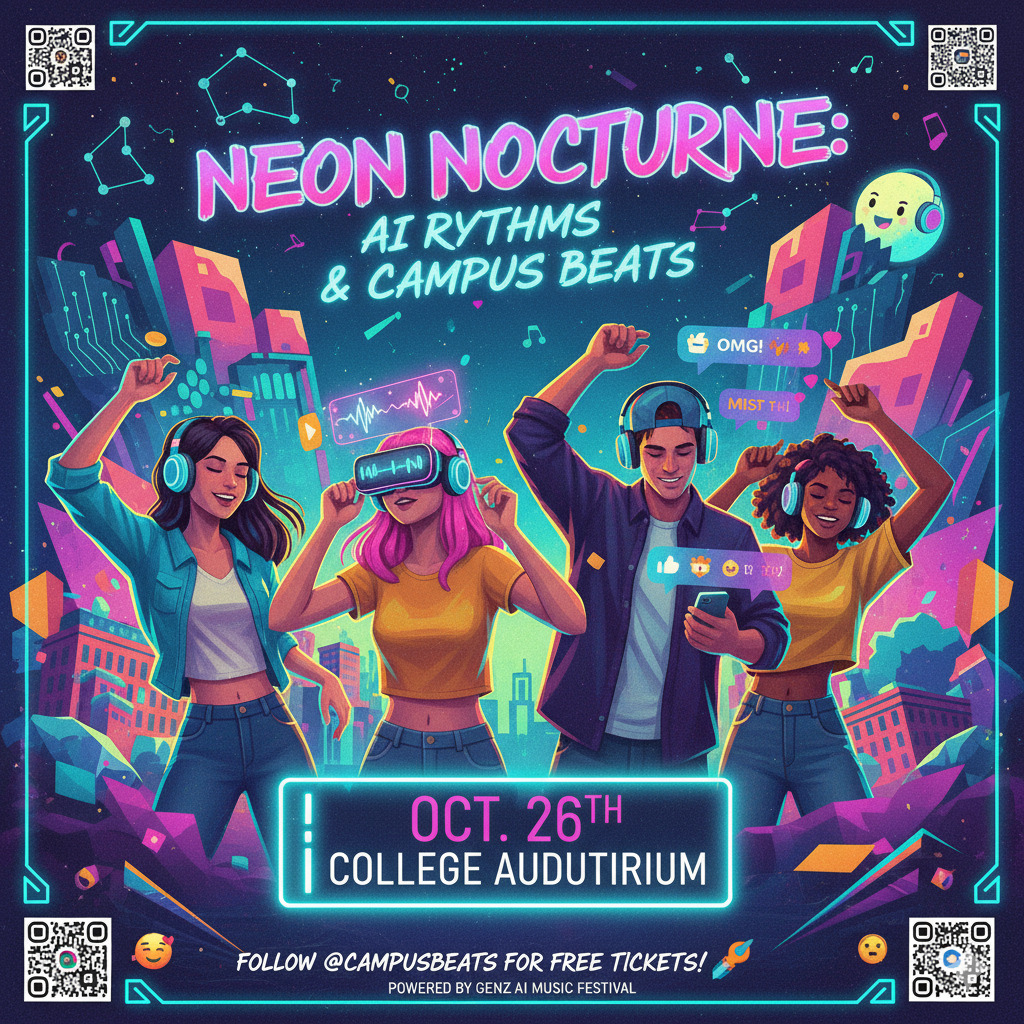 NEON NOCTURNE:
AI RYTHMS
& CAMPUS BEATS
OMG!
MIST
OCT. 26TH
COLLEGE AUDUTIRIUM
FOLLOW @CAMPUSBEATS FOR FREE TICKETS!
POWERED BY GENZ AI MUSIC FESTIVAL